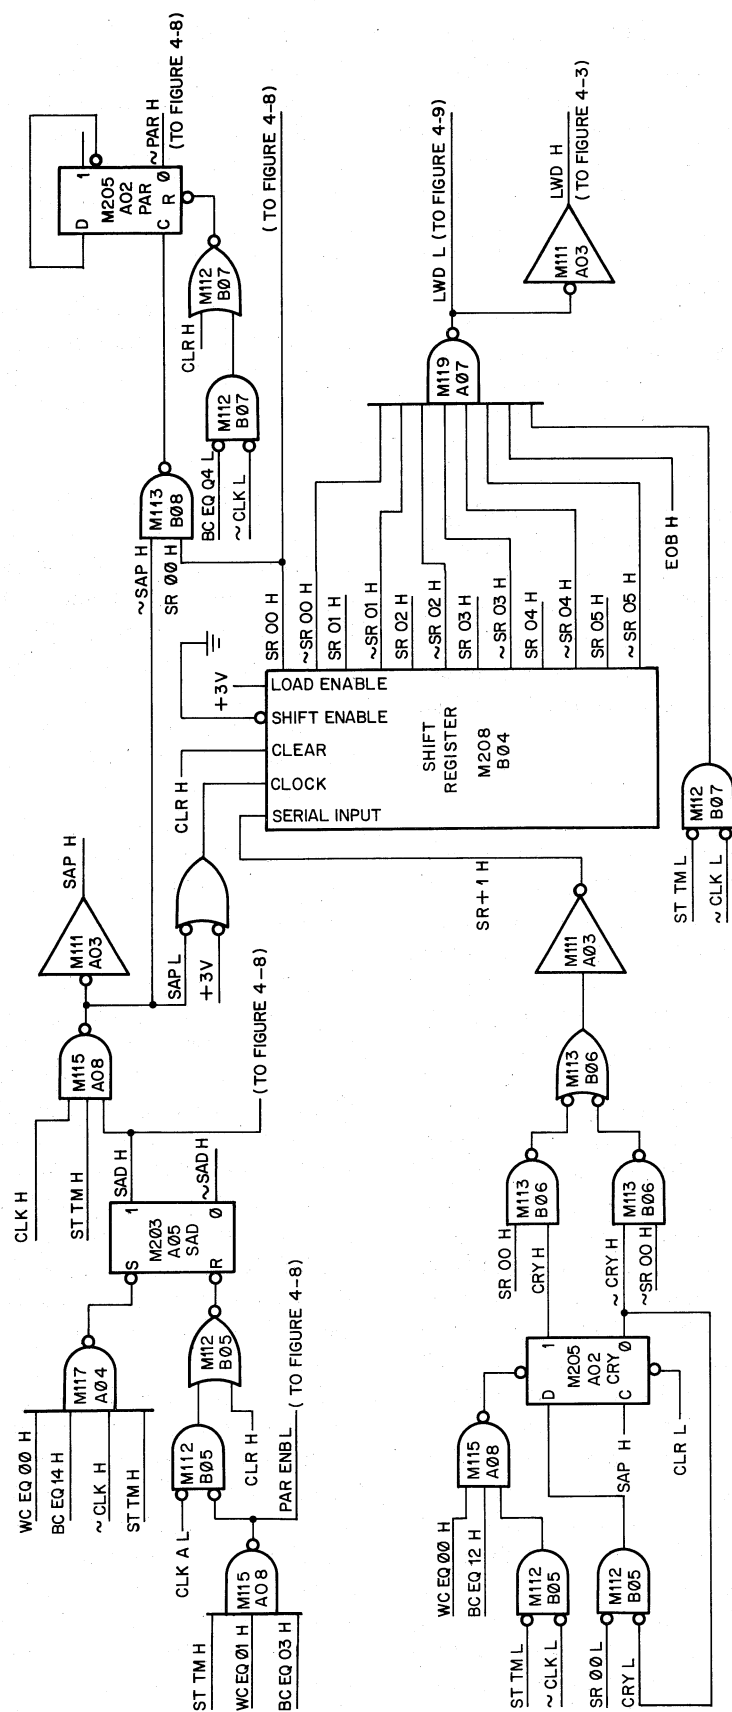 WC EQ 00 H
BC EQ 14 H
~ CLK H
ST TM H
M117
A04
CLK H
ST TM H
M115
A08
M111
A03
SAP H
S
1
M203
A05
SAD
R
0
SAD H
~SAD H
(TO FIGURE 4-8)
CLK A L
M112
B05
CLR H
M112
B05
ST TM H
WC EQ 01 H
BC EQ 03 H
M115
A08
PAR ENBL
(TO FIGURE 4-8)
SAP L
+3V
~SAP H
SR 00 H
M113
B08
BC EQ Q4 L
~ CLK L
M112
B07
CLR H
M112
B07
D
1
M205
A02
PAR
C
R
0
~PAR H
(TO FIGURE 4-8)
(TO FIGURE 4-8)
CLR H
+3V
LOAD ENABLE
SHIFT ENABLE
CLEAR
CLOCK
SERIAL INPUT
SHIFT
REGISTER
M208
B04
SR 00 H
~SR 00 H
SR 01 H
~SR 01 H
SR 02 H
~SR 02 H
SR 03 H
~SR 03 H
SR 04 H
~SR 04 H
SR 05 H
~SR 05 H
EOB H
M119
A07
LWD L (TO FIGURE 4-9)
M111
A03
LWD H
(TO FIGURE 4-3)
ST TM L
~ CLK L
M112
B07
WC EQ 00 H
BC EQ 12 H
ST TM L
~ CLK L
M112
B05
M115
A08
SR 00 L
CRY L
M112
B05
D
1
M205
A02
CRY
C
0
SAP H
CLR L
SR 00 H
CRY H
M113
B06
~ CRY H
~SR 00 H
M113
B06
M113
B06
M111
A03
SR+1 H